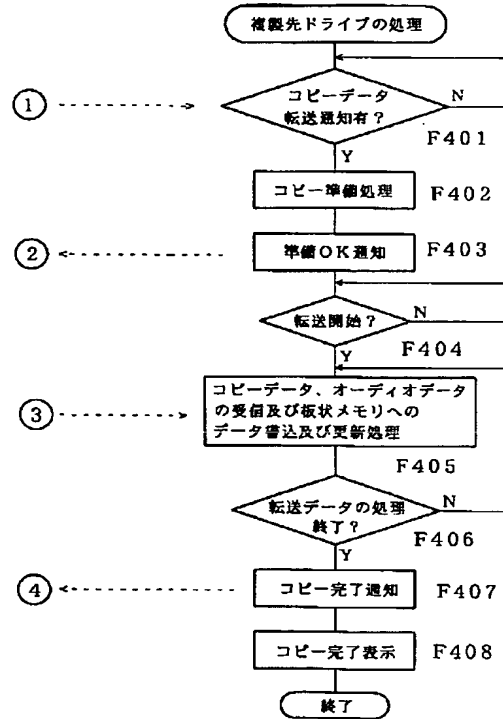 複製先ドライブの処理
コピーデータ
転送通知有？
N
①
F401
Y
コピー準備処理
F402
②
準備OK通知
F403
転送開始？
N
Y
F404
③
コピーデータ、オーディオデータ
の受信及び板状メモリへの
データ書込及び更新処理
F405
転送データの処理
終了？
N
F406
Y
④
コピー完了通知
F407
コピー完了表示
F408
終了